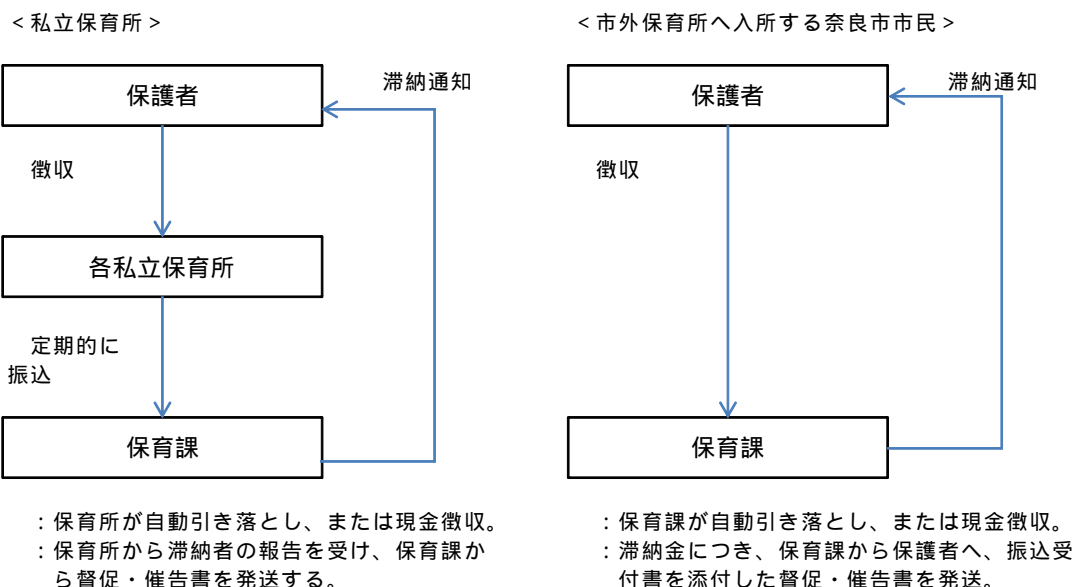 ＜私立保育所＞
保護者
滞納通知
徴収
各私立保育所
定期的に
振込
保育課
：保育所が自動引き落とし、または現金徴収。
：保育所から滞納者の報告を受け、保育課か
ら督促・催告書を発送する。
＜市外保育所へ入所する奈良市市民＞
保護者
滞納通知
徴収
保育課
：保育課が自動引き落とし、または現金徴収。
：滞納金につき、保育課から保護者へ、振込受
付書を添付した督促・催告書を発送。